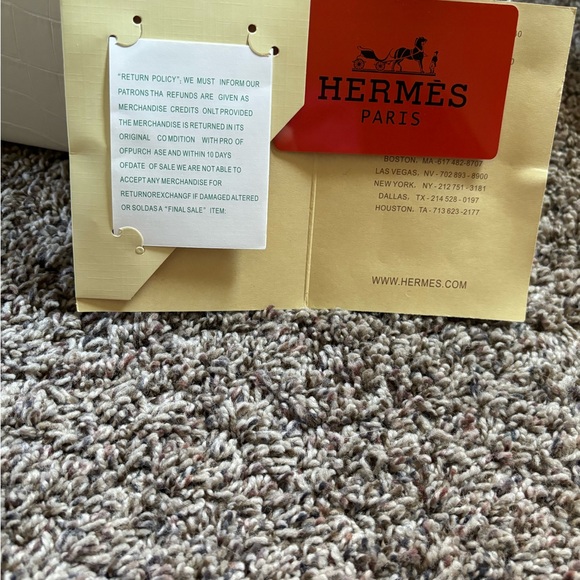 "RETURN POLICY"; WE MUST INFORM OUR
PATRONS THA REFUNDS ARE GIVEN AS
MERCHANDISE CREDITS ONLT PROVIDED
THE MERCHANDISE IS RETURNED IN ITS
ORIGINAL COMDITION WITH PRO OF
OFPURCH ASE AND WITHIN 10 DAYS
OFDATE OF SALE WE ARE NOT ABLE TO
ACCEPT ANY MERCHANDISE FOR
RETURNOREXCHANGF IF DAMAGED ALTERED
OR SOLDAS A "FINAL SALE" ITEM:
HERMÈS
PARIS
BOSTON. MA-617 482-8707
LAS VEGAS. NV-702 893-8900
NEW YORK. NY-212 751-3181
DALLAS. TX-214 528-0197
HOUSTON. TA-713 623-2177
WWW.HERMES.COM